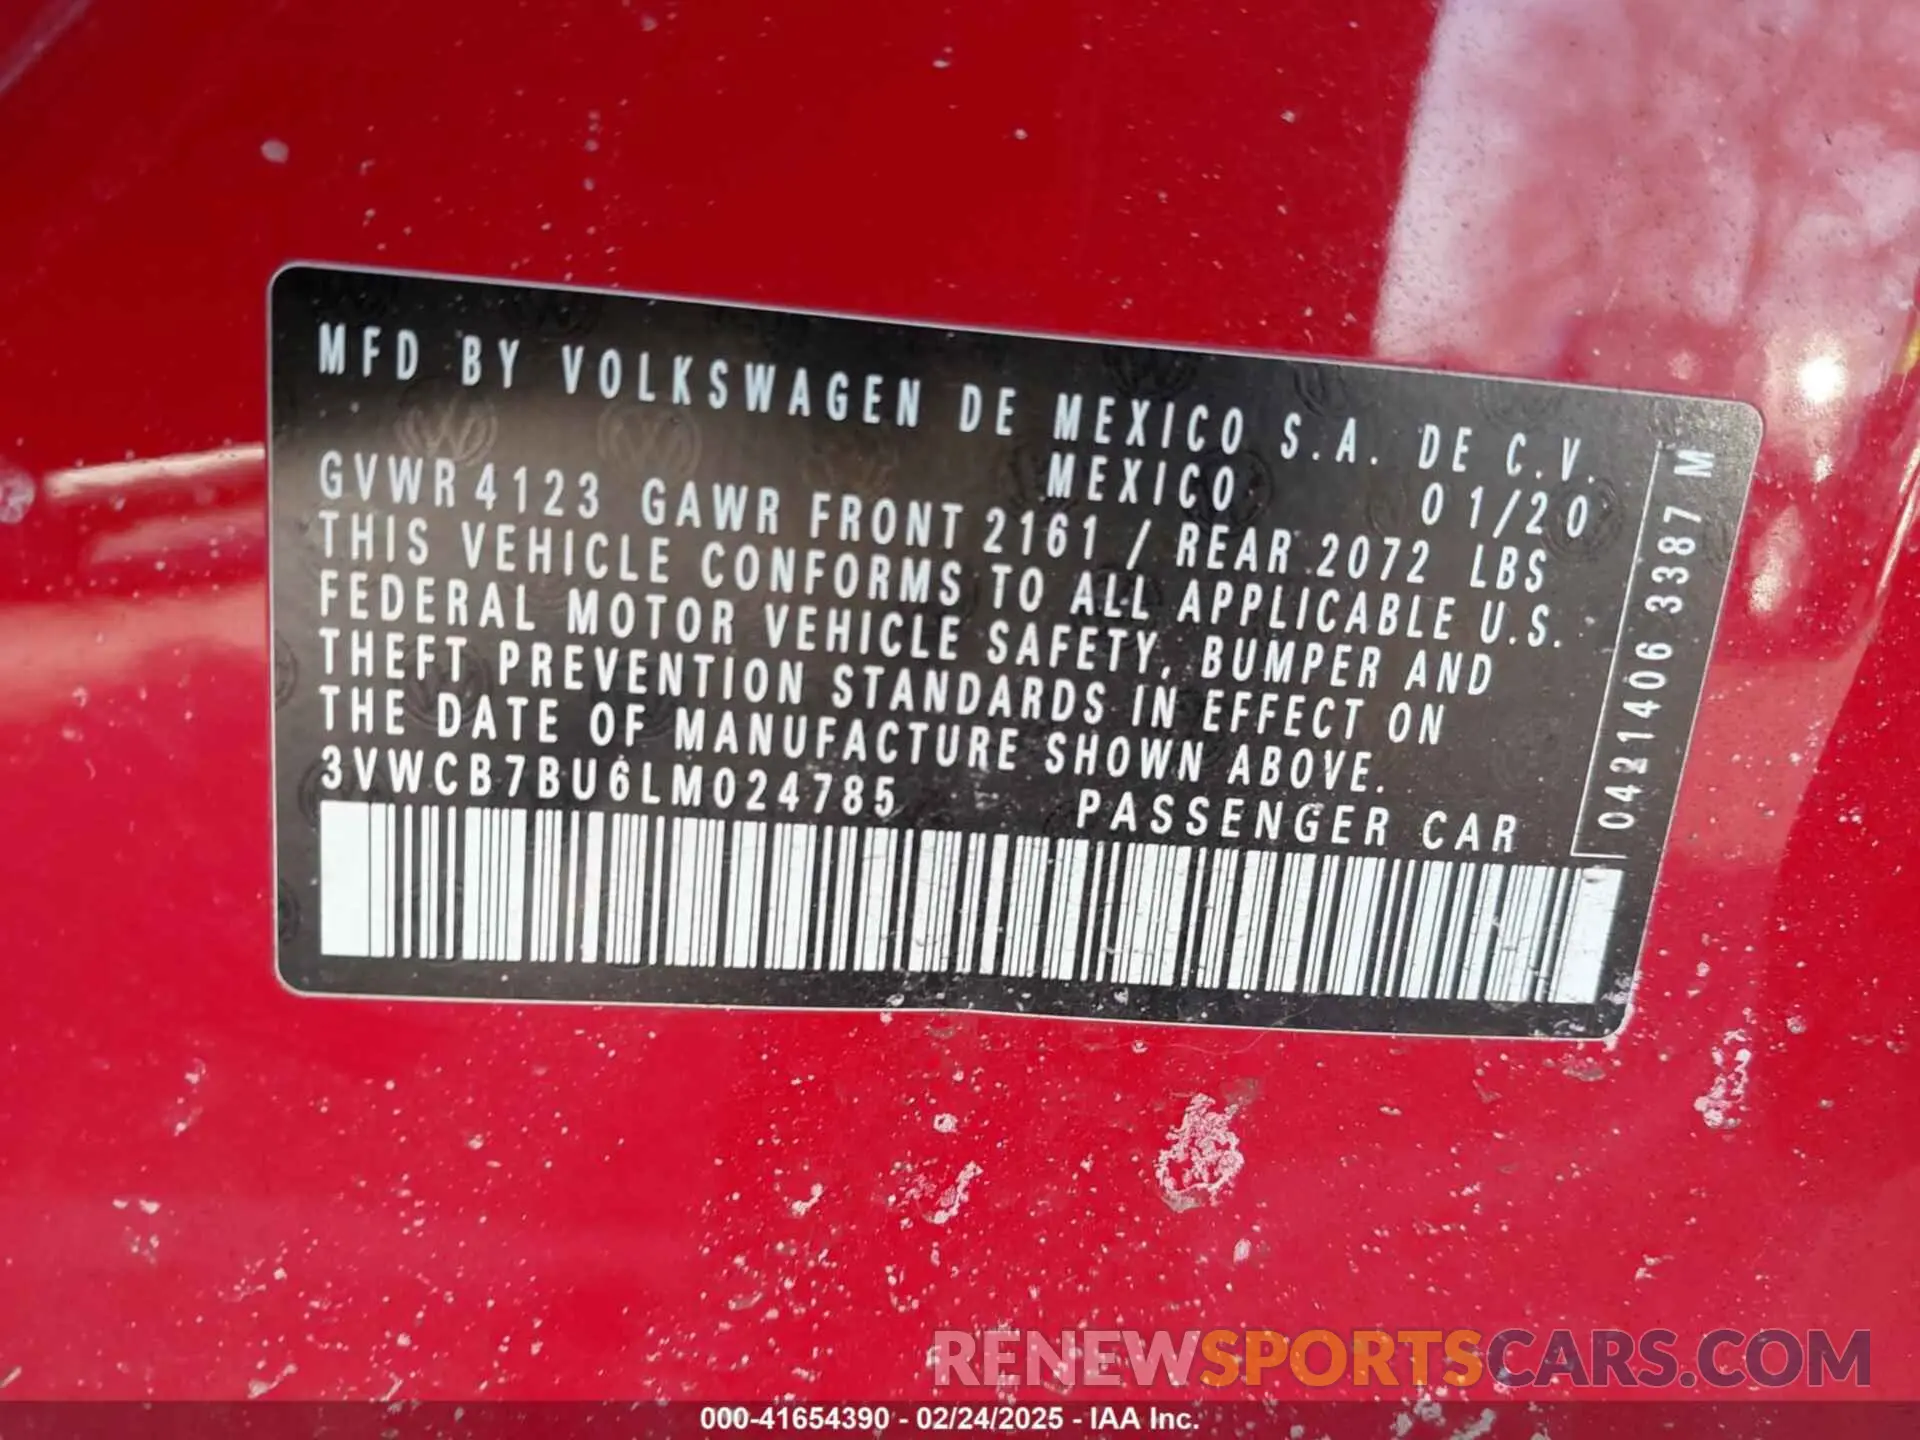 MFD BY VOLKSWAGEN DE MEXICO S.A. DE C.V.
MEXICO 01/20
GVWR 4123 GAWR FRONT 2161 / REAR 2072 LBS
THIS VEHICLE CONFORMS TO ALL APPLICABLE U.S.
FEDERAL MOTOR VEHICLE SAFETY, BUMPER AND
THEFT PREVENTION STANDARDS IN EFFECT ON
THE DATE OF MANUFACTURE SHOWN ABOVE.
3VWCB7BU6LM024785 PASSENGER CAR
0421406 3387 M
RENEWSPORTSCARS.COM
000-41654390 - 02/24/2025 - IAA Inc.